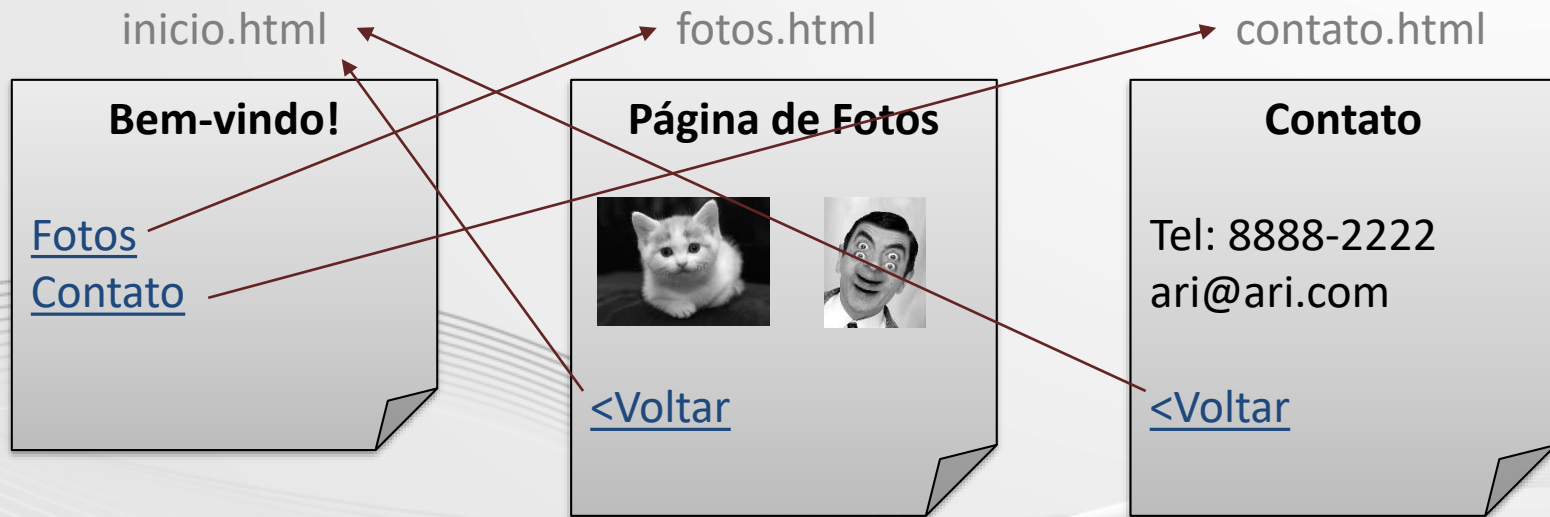 inicio.html
fotos.html
contato.html
Bem-vindo!
Fotos
Contato
Página de Fotos
<Voltar
Contato
Tel: 8888-2222
ari@ari.com
<Voltar